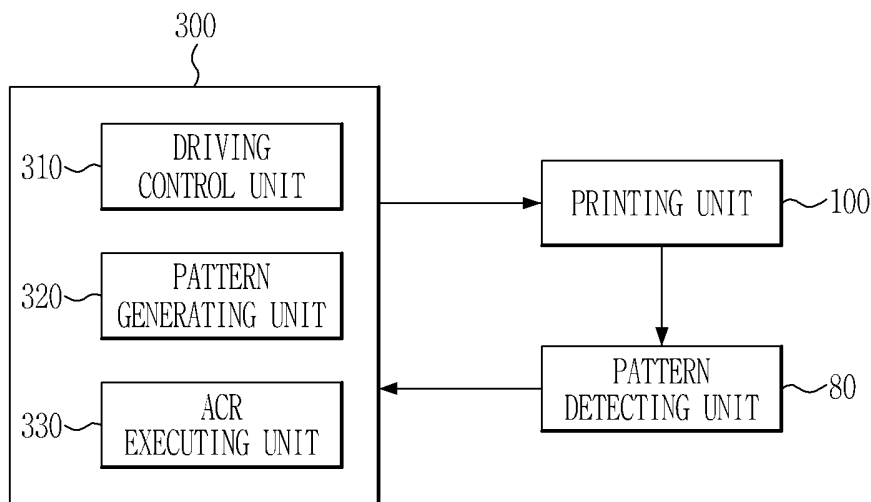 300
310
DRIVING
CONTROL UNIT
320
PATTERN
GENERATING UNIT
330
ACR
EXECUTING UNIT
PRINTING UNIT
100
PATTERN
DETECTING UNIT
80